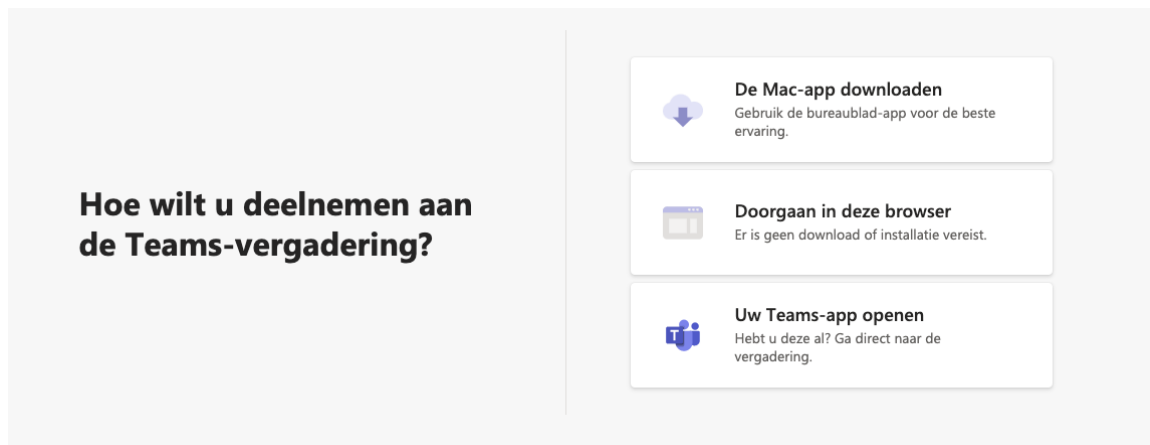 Hoe wilt u deelnemen aan
de Teams-vergadering?
De Mac-app downloaden
Gebruik de bureaublad-app voor de beste
ervaring.
Doorgaan in deze browser
Er is geen download of installatie vereist.
T
Uw Teams-app openen
Hebt u deze al? Ga direct naar de
vergadering.